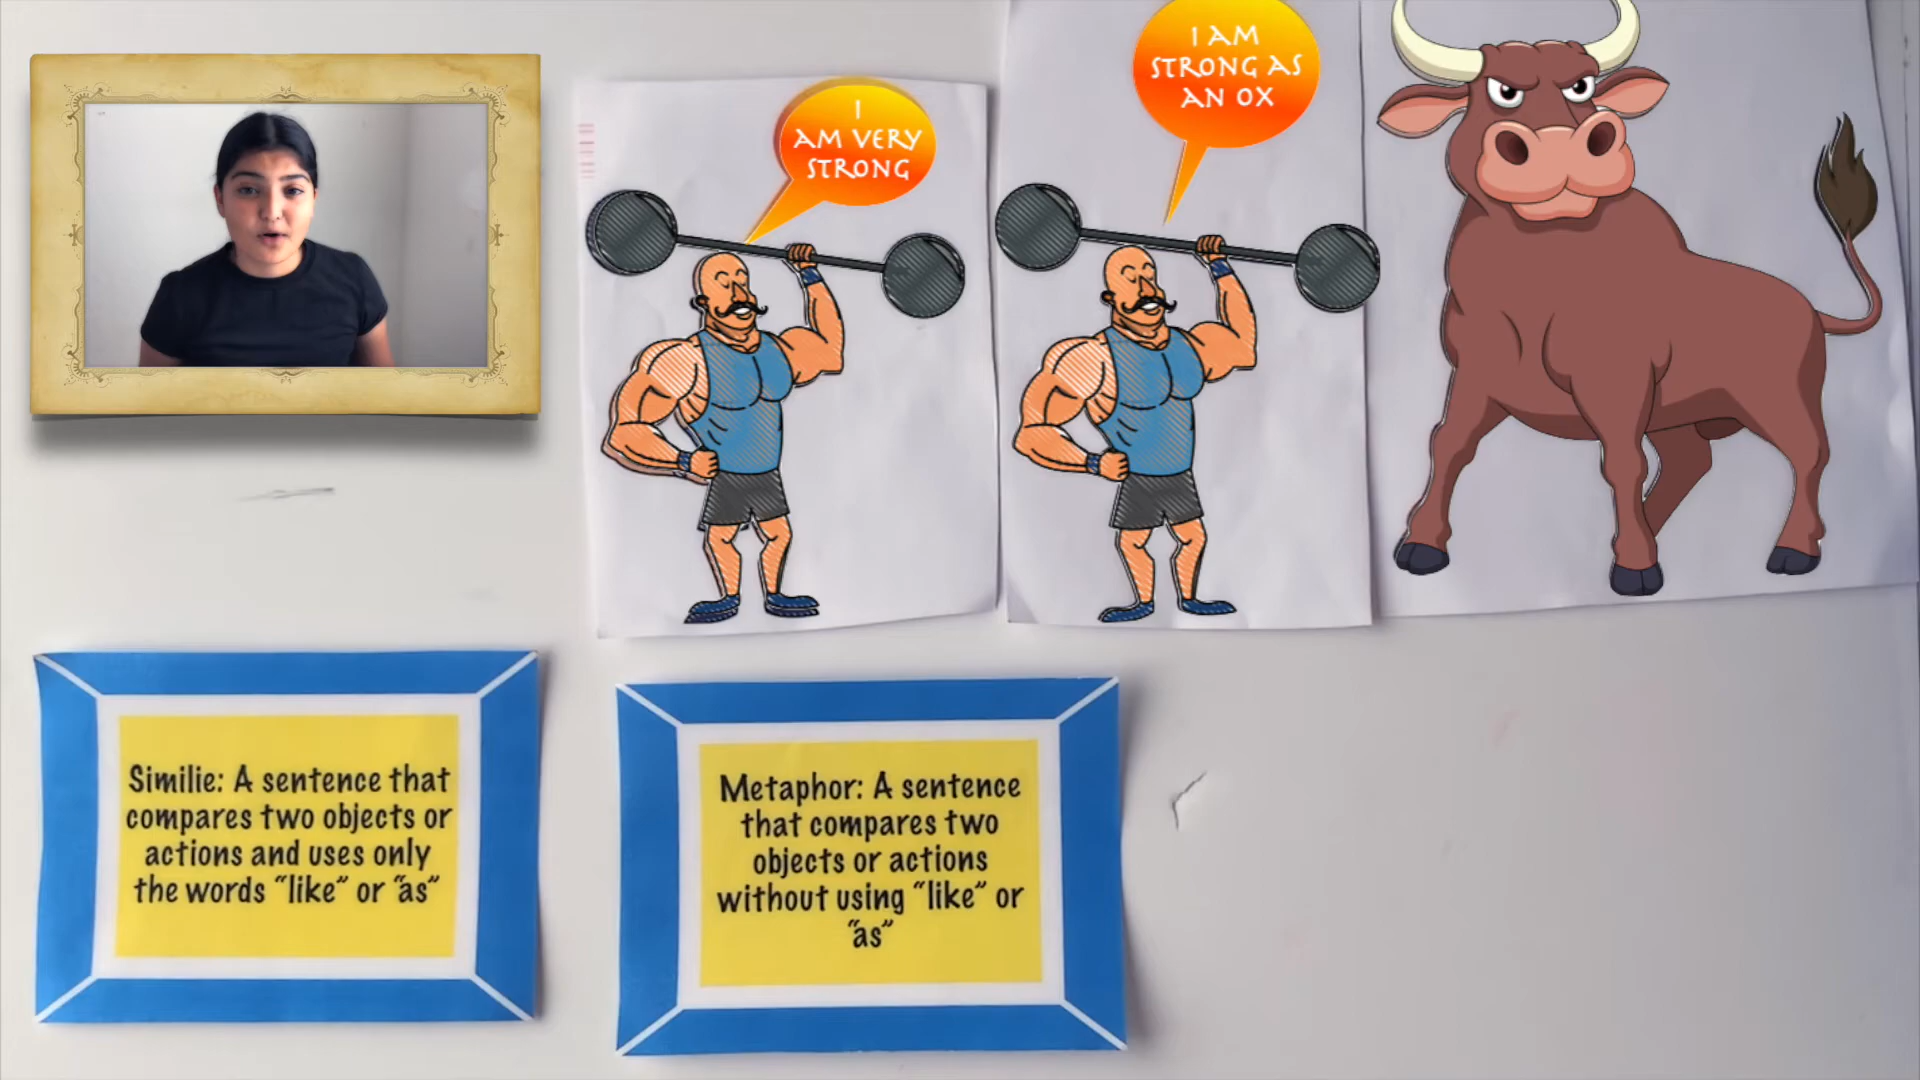 I
AM VERY
STRONG
I AM
STRONG AS
AN OX
Similie: A sentence that
compares two objects or
actions and uses only
the words “like” or “as”
Metaphor: A sentence
that compares two
objects or actions
without using “like” or
“as”